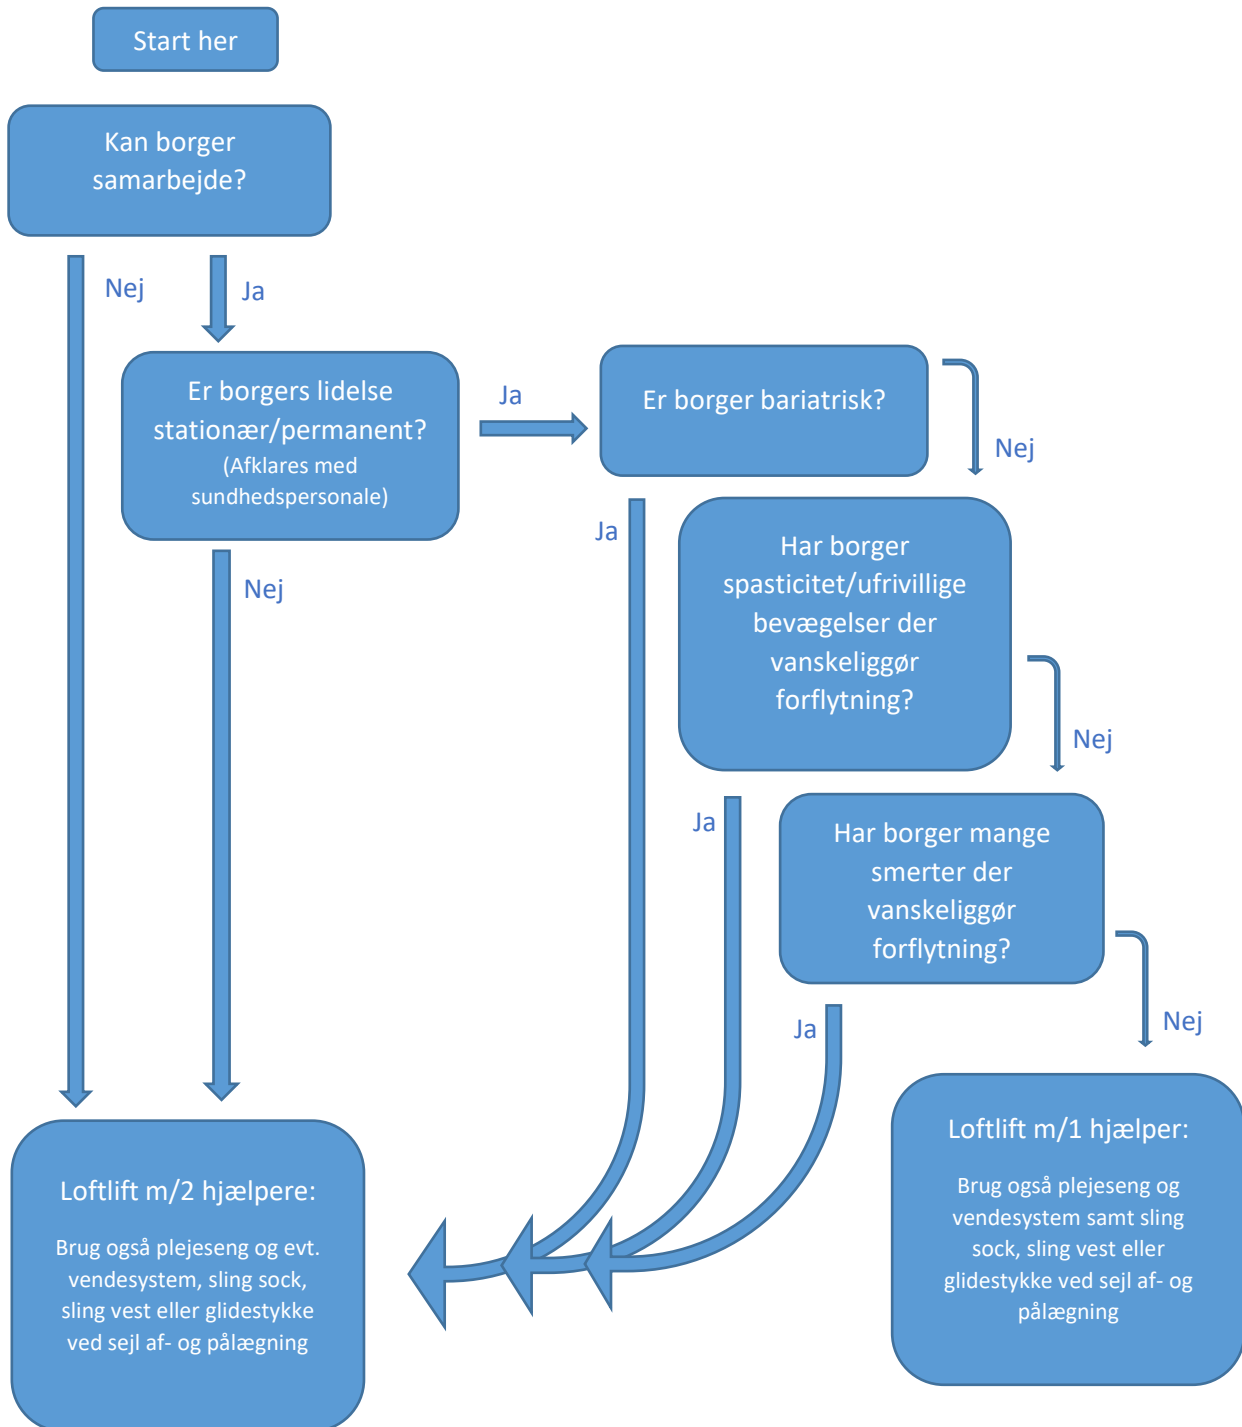 Start her
Kan borger
samarbejde?
Nej
Ja
Er borgers lidelse
stationær/permanent?
(Afklares med
sundhedspersonale)
Ja
Er borger bariatrisk?
Nej
Ja
Nej
Har borger
spasticitet/ufrivillige
bevægelser der
vanskeliggør
forflytning?
Nej
Ja
Har borger mange
smerter der
vanskeliggør
forflytning?
Ja
Nej
Loftlift m/2 hjælpere:
Brug også plejeseng og evt.
vendesystem, sling sock,
sling vest eller glidestykke
ved sejl af- og pålægning
Loftlift m/1 hjælper:
Brug også plejeseng og
vendesystem samt sling
sock, sling vest eller
glidestykke ved sejl af- og
pålægning